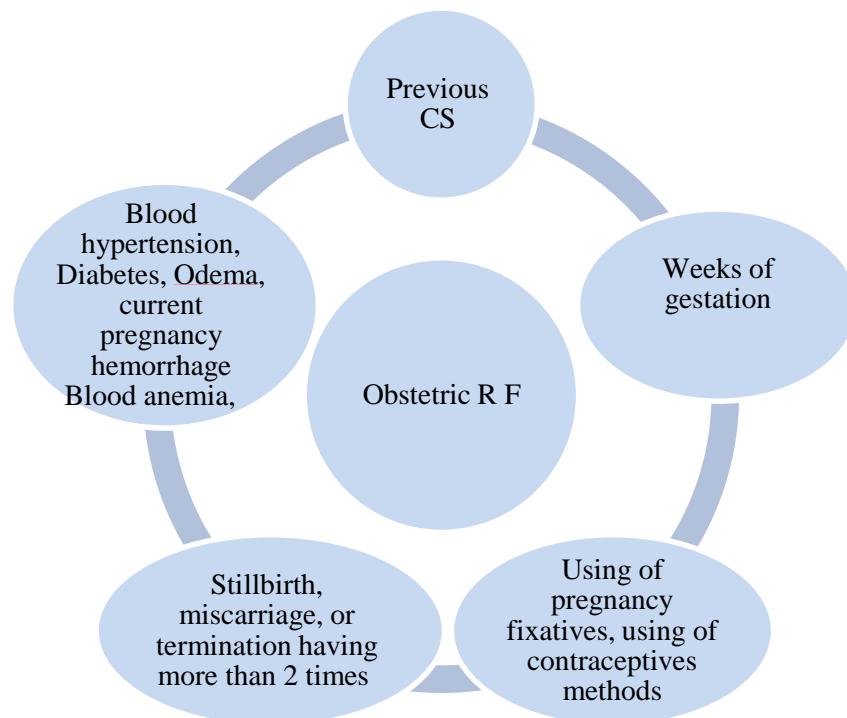 Previous
CS
Weeks of
gestation
Using of
pregnancy
fixatives, using of
contraceptives
methods
Stillbirth,
miscarriage, or
termination having
more than 2 times
Blood
hypertension,
Diabetes, Odema,
current
pregnancy
hemorrhage
Blood anemia,
Obstetric R F